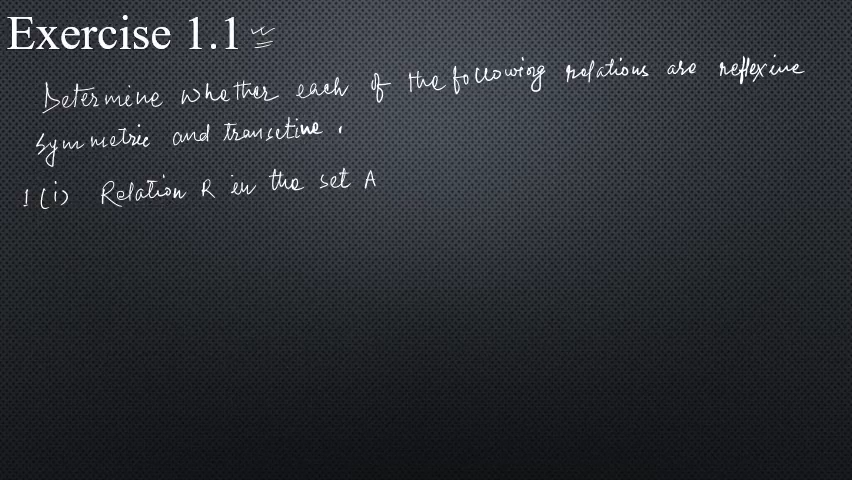 Exercise 1.1
Determine whether each of the following relations are reflexive
symmetric and transetive.
1 (i) Relation R in the set A